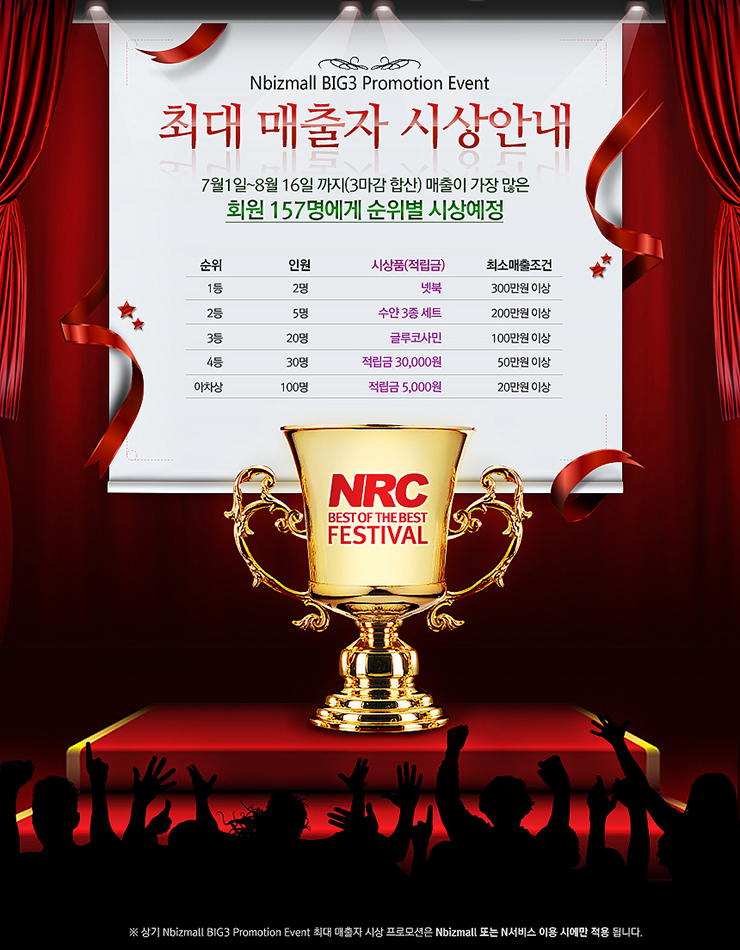 Nbizmall BIG3 Promotion Event
최대 매출자 시상안내
7월1일~8월 16일 까지(3마감 합산) 매출이 가장 많은
회원 157명에게 순위별 시상예정
순위 인원 시상품(적립금) 최소매출조건
1등 2명 넷북 300만원 이상
2등 5명 수얀 3종 세트 200만원 이상
3등 20명 글루코사민 100만원 이상
4등 30명 적립금 30,000원 50만원 이상
아차상 100명 적립금 5,000원 20만원 이상
NRC
BEST OF THE BEST
FESTIVAL
※ 상기 Nbizmall BIG3 Promotion Event 최대 매출자 시상 프로모션은 Nbizmall 또는 N서비스 이용 시에만 적용 됩니다.